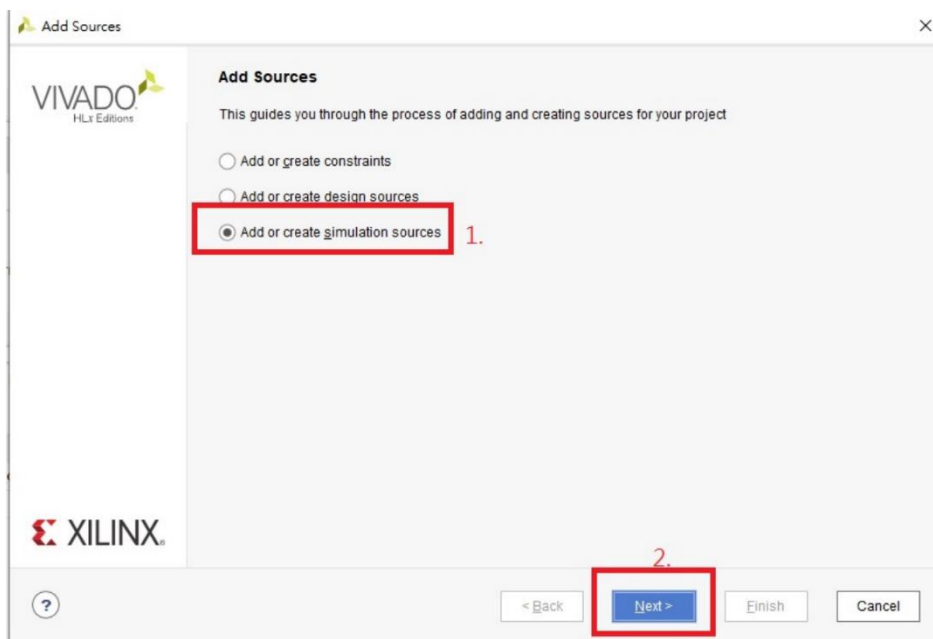 Add Sources
VIVADO
HLx Editions
Add Sources
This guides you through the process of adding and creating sources for your project
Add or create constraints
Add or create design sources
Add or create simulation sources
1.
XILINX
2.
?
< Back
Next >
Finish
Cancel